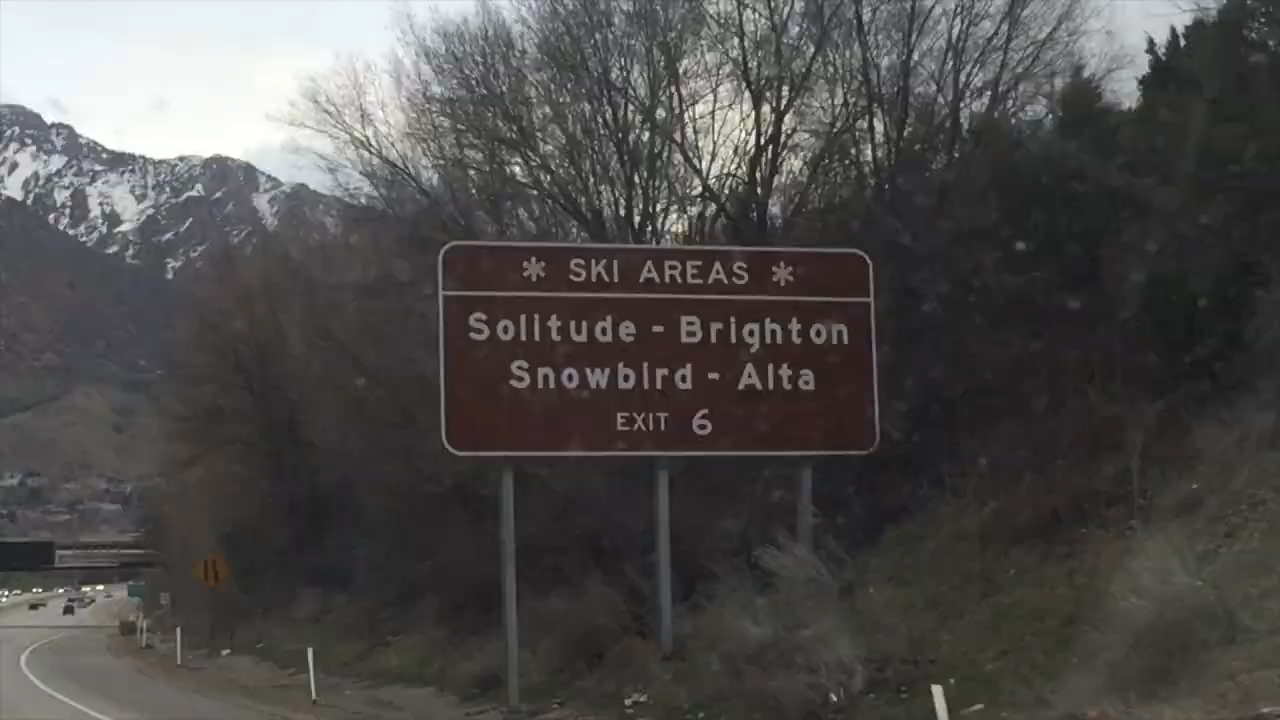 * SKI AREAS *
Solitude - Brighton
Snowbird - Alta
EXIT 6